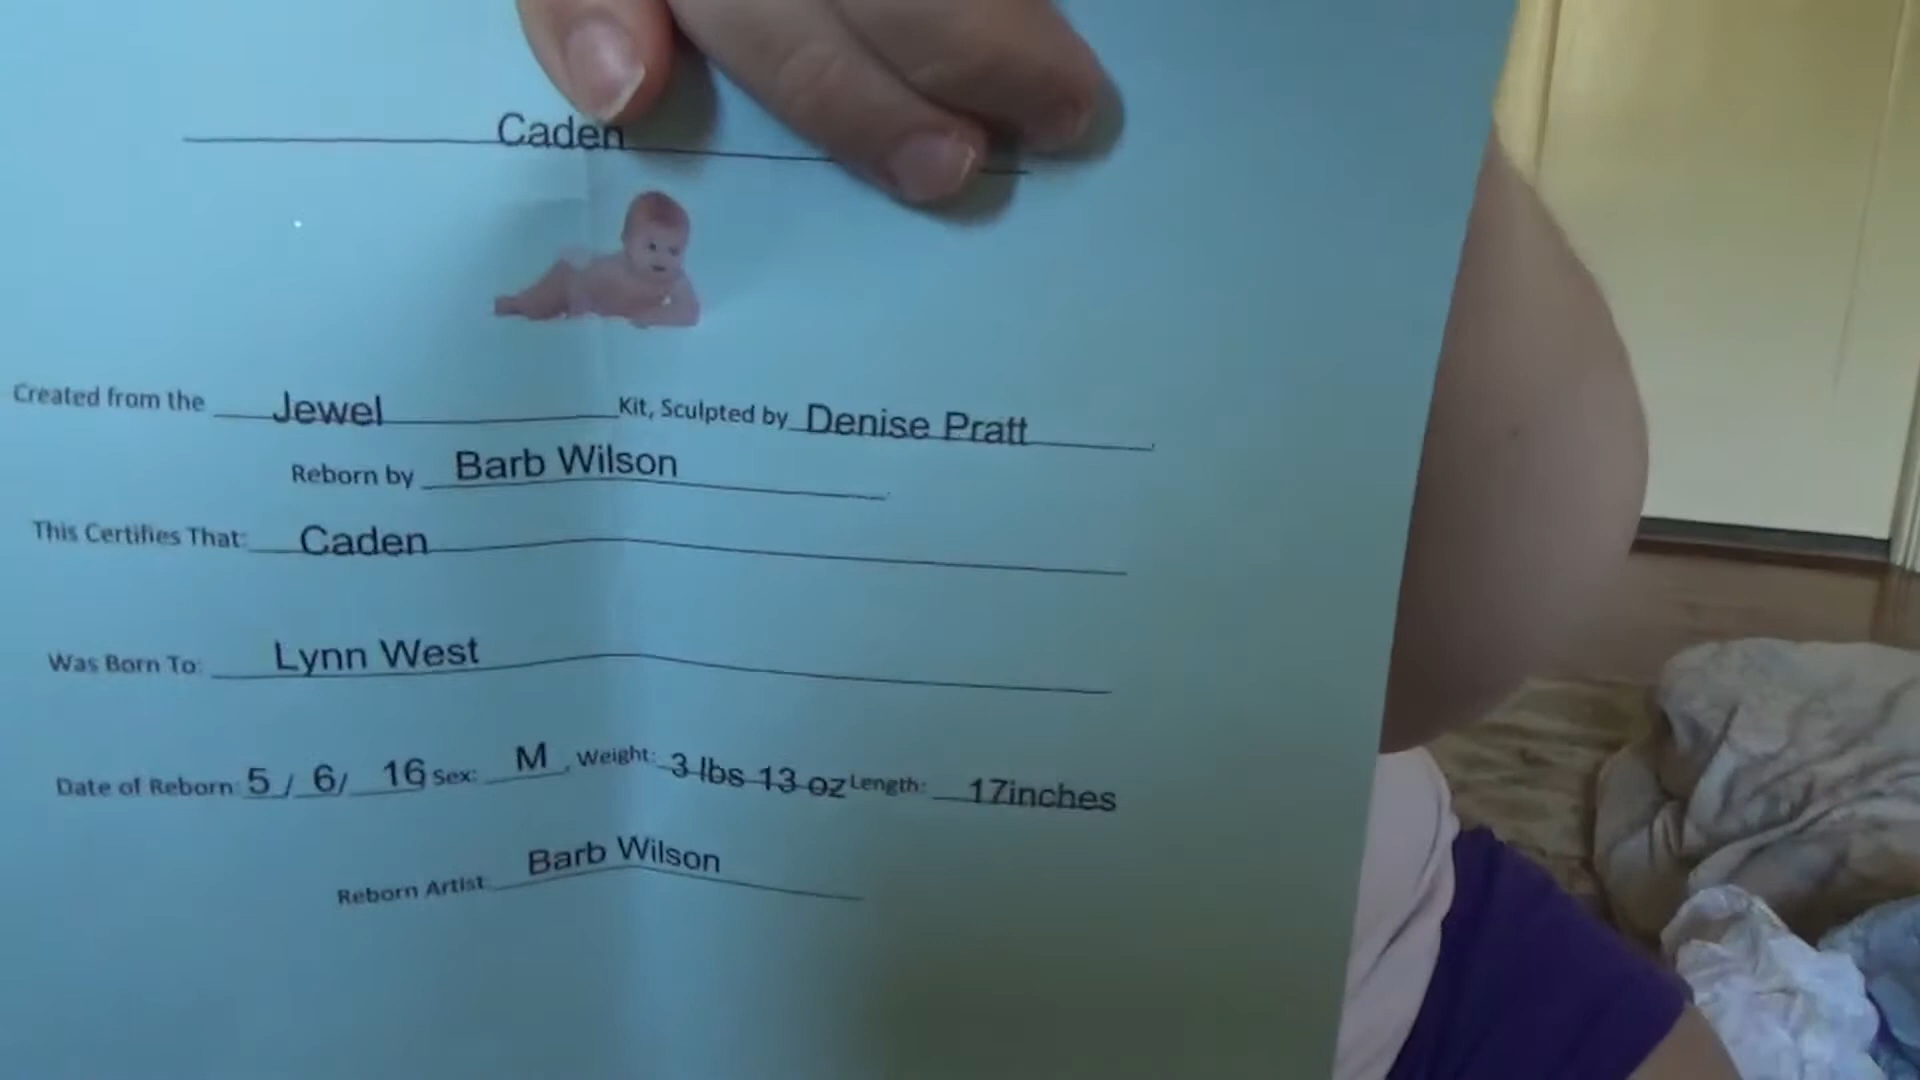 Caden
Created from the Jewel Kit, Sculpted by Denise Pratt.
Reborn by Barb Wilson.
This Certifies That: Caden
Was Born To: Lynn West
Date of Reborn: 5 / 6 / 16 Sex: M, Weight: 3 lbs 13 oz Length: 17inches
Reborn Artist: Barb Wilson